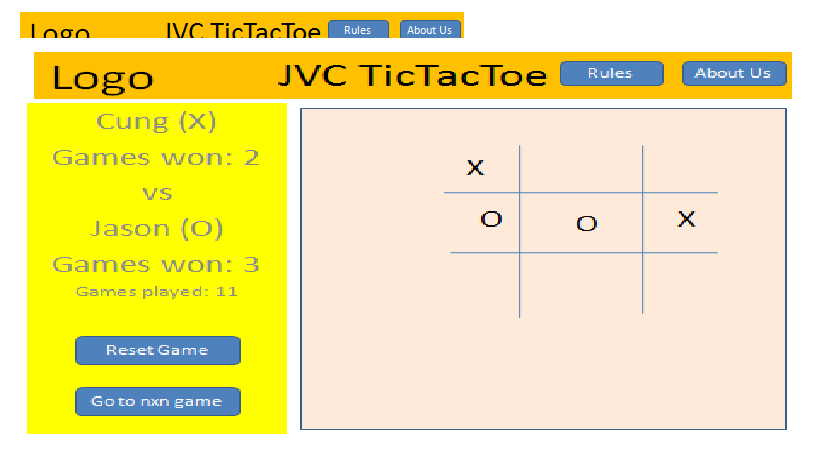 Logo JVC TicTacToe Rules About Us
Logo JVC TicTacToe Rules About Us
Cung (X)
Games won: 2
vs
Jason (O)
Games won: 3
Games played: 11
Reset Game
Go to nxn game
X
O O X